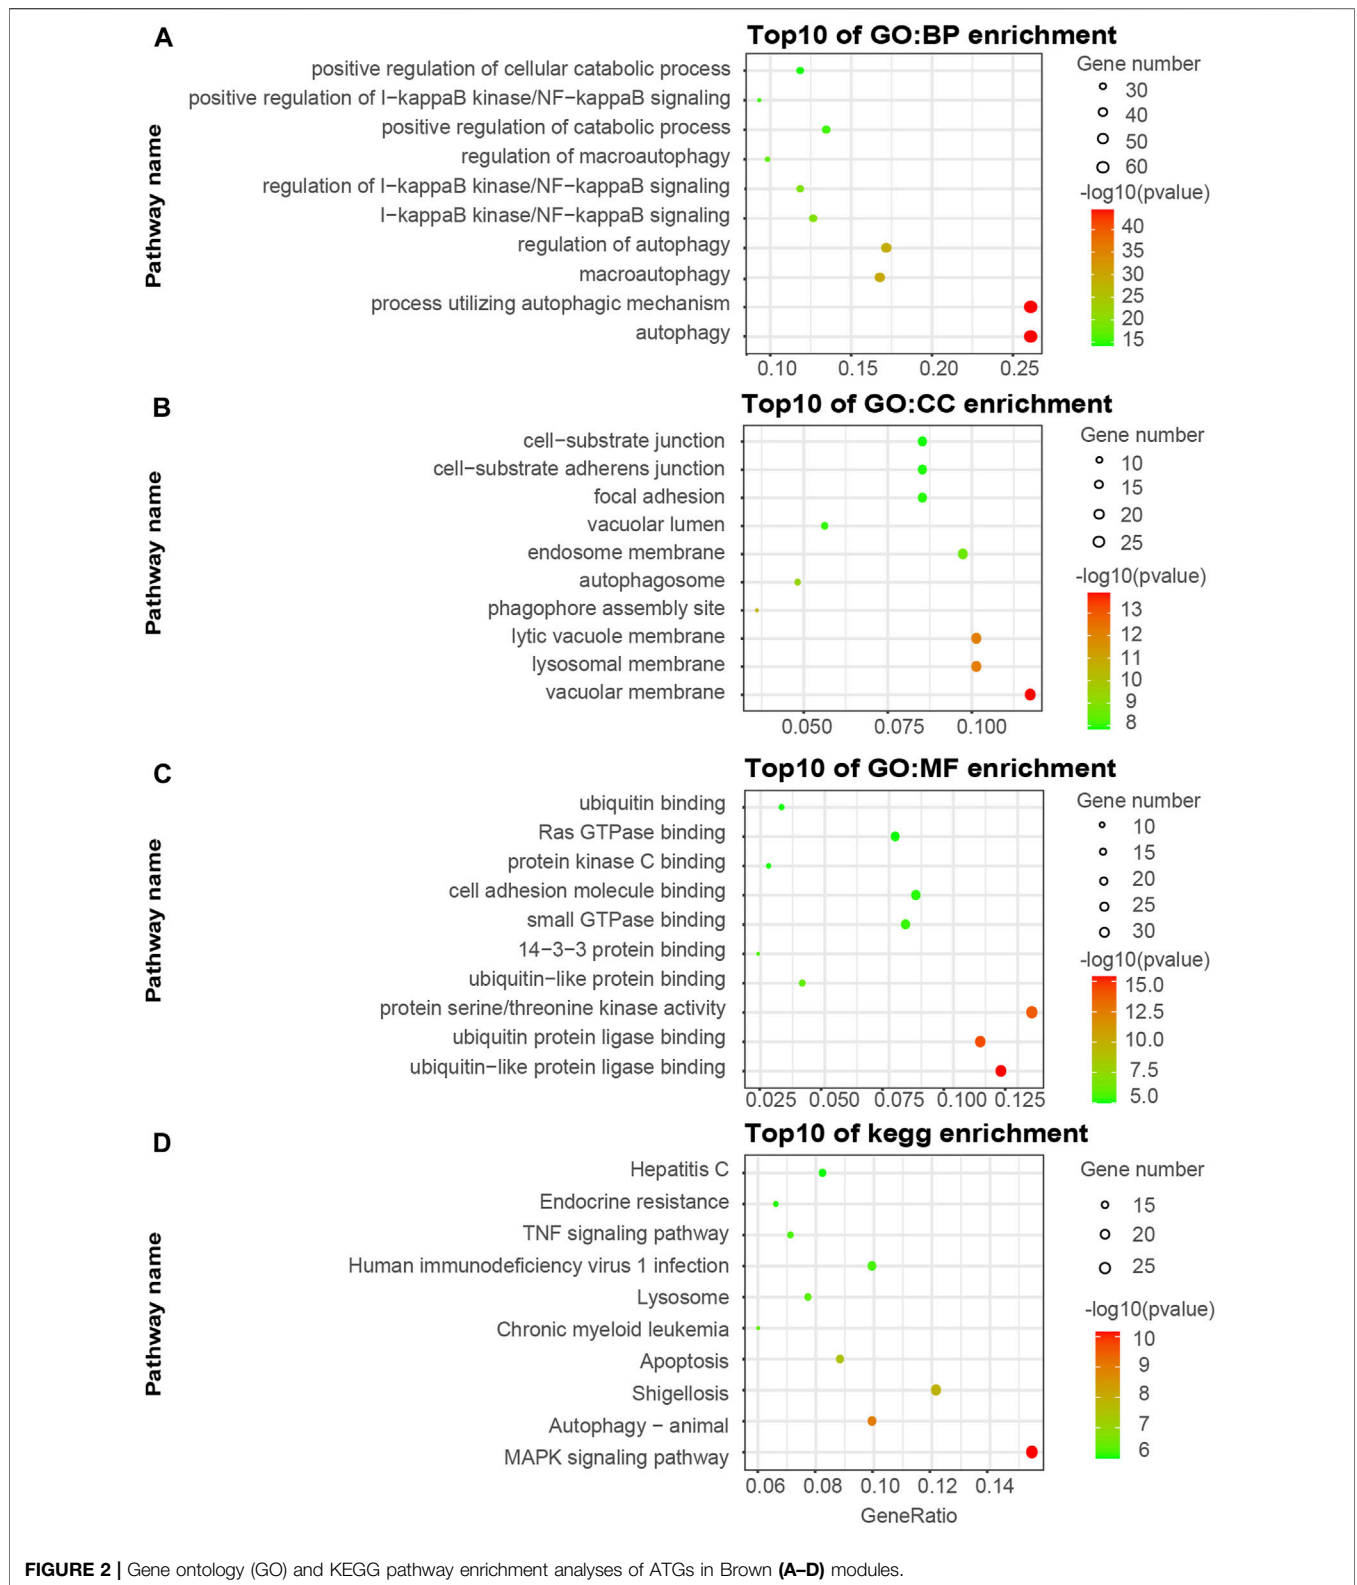 A
Top10 of GO:BP enrichment
Pathway name
positive regulation of cellular catabolic process
positive regulation of I−kappaB kinase/NF−kappaB signaling
positive regulation of catabolic process
regulation of macroautophagy
regulation of I−kappaB kinase/NF−kappaB signaling
I−kappaB kinase/NF−kappaB signaling
regulation of autophagy
macroautophagy
process utilizing autophagic mechanism
autophagy
0.10 0.15 0.20 0.25
Gene number
30
40
50
60
-log10(pvalue)
40
35
30
25
20
15
B
Top10 of GO:CC enrichment
Pathway name
cell−substrate junction
cell−substrate adherens junction
focal adhesion
vacuolar lumen
endosome membrane
autophagosome
phagophore assembly site
lytic vacuole membrane
lysosomal membrane
vacuolar membrane
0.050 0.075 0.100
Gene number
10
15
20
25
-log10(pvalue)
13
12
11
10
9
8
C
Top10 of GO:MF enrichment
Pathway name
ubiquitin binding
Ras GTPase binding
protein kinase C binding
cell adhesion molecule binding
small GTPase binding
14−3−3 protein binding
ubiquitin−like protein binding
protein serine/threonine kinase activity
ubiquitin protein ligase binding
ubiquitin−like protein ligase binding
0.025 0.050 0.075 0.100 0.125
Gene number
10
15
20
25
30
-log10(pvalue)
15.0
12.5
10.0
7.5
5.0
D
Top10 of kegg enrichment
Pathway name
Hepatitis C
Endocrine resistance
TNF signaling pathway
Human immunodeficiency virus 1 infection
Lysosome
Chronic myeloid leukemia
Apoptosis
Shigellosis
Autophagy − animal
MAPK signaling pathway
0.06 0.08 0.10 0.12 0.14
GeneRatio
Gene number
15
20
25
-log10(pvalue)
10
9
8
7
6
FIGURE 2 | Gene ontology (GO) and KEGG pathway enrichment analyses of ATGs in Brown (A–D) modules.